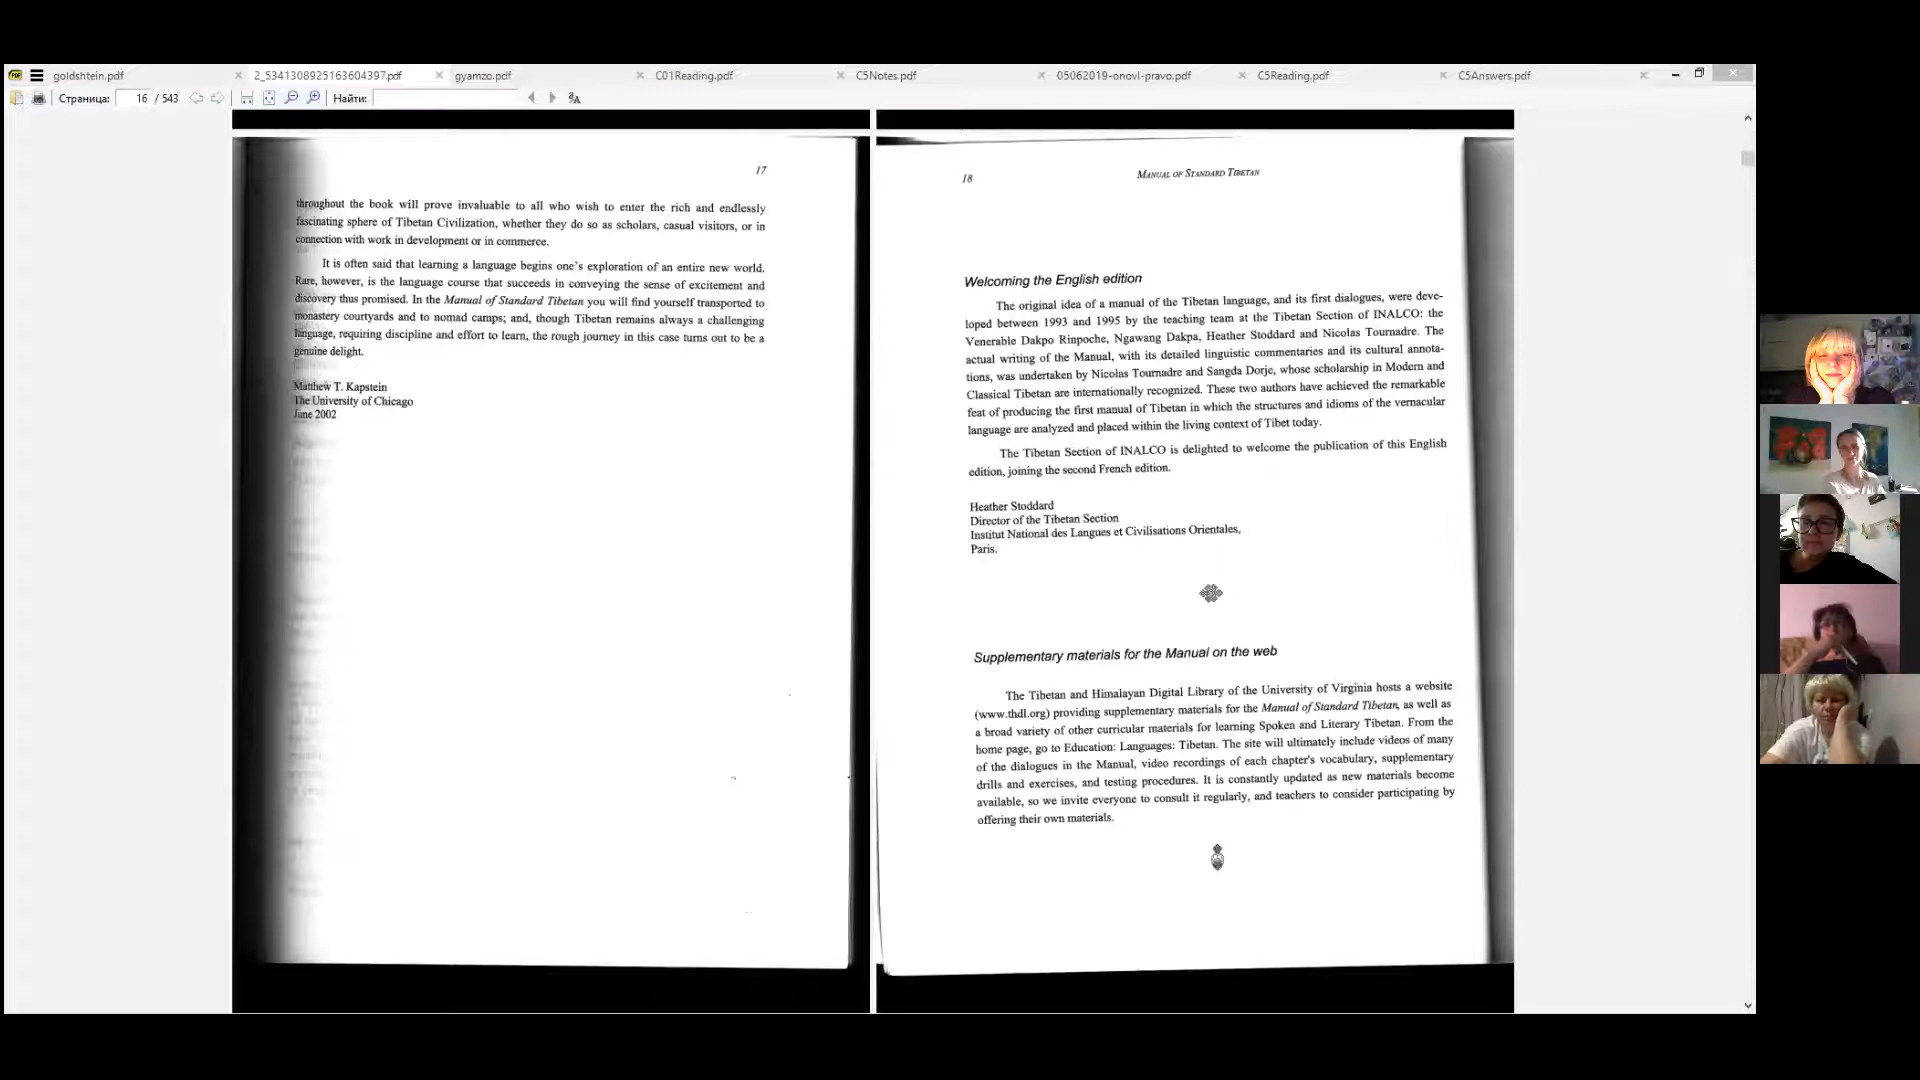 goldshtein.pdf
2_5341308925163604397.pdf
gyamzo.pdf
C01Reading.pdf
C5Notes.pdf
05062019-onovl-pravo.pdf
C5Reading.pdf
C5Answers.pdf
Страница: 16 / 543
Найти:
17
throughout the book will prove invaluable to all who wish to enter the rich and endlessly
fascinating sphere of Tibetan Civilization, whether they do so as scholars, casual visitors, or in
connection with work in development or in commerce.
It is often said that learning a language begins one's exploration of an entire new world.
Rare, however, is the language course that succeeds in conveying the sense of excitement and
discovery thus promised. In the Manual of Standard Tibetan you will find yourself transported to
monastery courtyards and to nomad camps; and, though Tibetan remains always a challenging
language, requiring discipline and effort to learn, the rough journey in this case turns out to be a
genuine delight.
Matthew T. Kapstein
The University of Chicago
June 2002
18
MANUAL OF STANDARD TIBETAN
Welcoming the English edition
The original idea of a manual of the Tibetan language, and its first dialogues, were deve-
loped between 1993 and 1995 by the teaching team at the Tibetan Section of INALCO: the
Venerable Dakpo Rinpoche, Ngawang Dakpa, Heather Stoddard and Nicolas Tournadre. The
actual writing of the Manual, with its detailed linguistic commentaries and its cultural annota-
tions, was undertaken by Nicolas Tournadre and Sangda Dorje, whose scholarship in Modern and
Classical Tibetan are internationally recognized. These two authors have achieved the remarkable
feat of producing the first manual of Tibetan in which the structures and idioms of the vernacular
language are analyzed and placed within the living context of Tibet today.
The Tibetan Section of INALCO is delighted to welcome the publication of this English
edition, joining the second French edition.
Heather Stoddard
Director of the Tibetan Section
Institut National des Langues et Civilisations Orientales,
Paris.
Supplementary materials for the Manual on the web
The Tibetan and Himalayan Digital Library of the University of Virginia hosts a website
(www.thdl.org) providing supplementary materials for the Manual of Standard Tibetan, as well as
a broad variety of other curricular materials for learning Spoken and Literary Tibetan. From the
home page, go to Education: Languages: Tibetan. The site will ultimately include videos of many
of the dialogues in the Manual, video recordings of each chapter's vocabulary, supplementary
drills and exercises, and testing procedures. It is constantly updated as new materials become
available, so we invite everyone to consult it regularly, and teachers to consider participating by
offering their own materials.